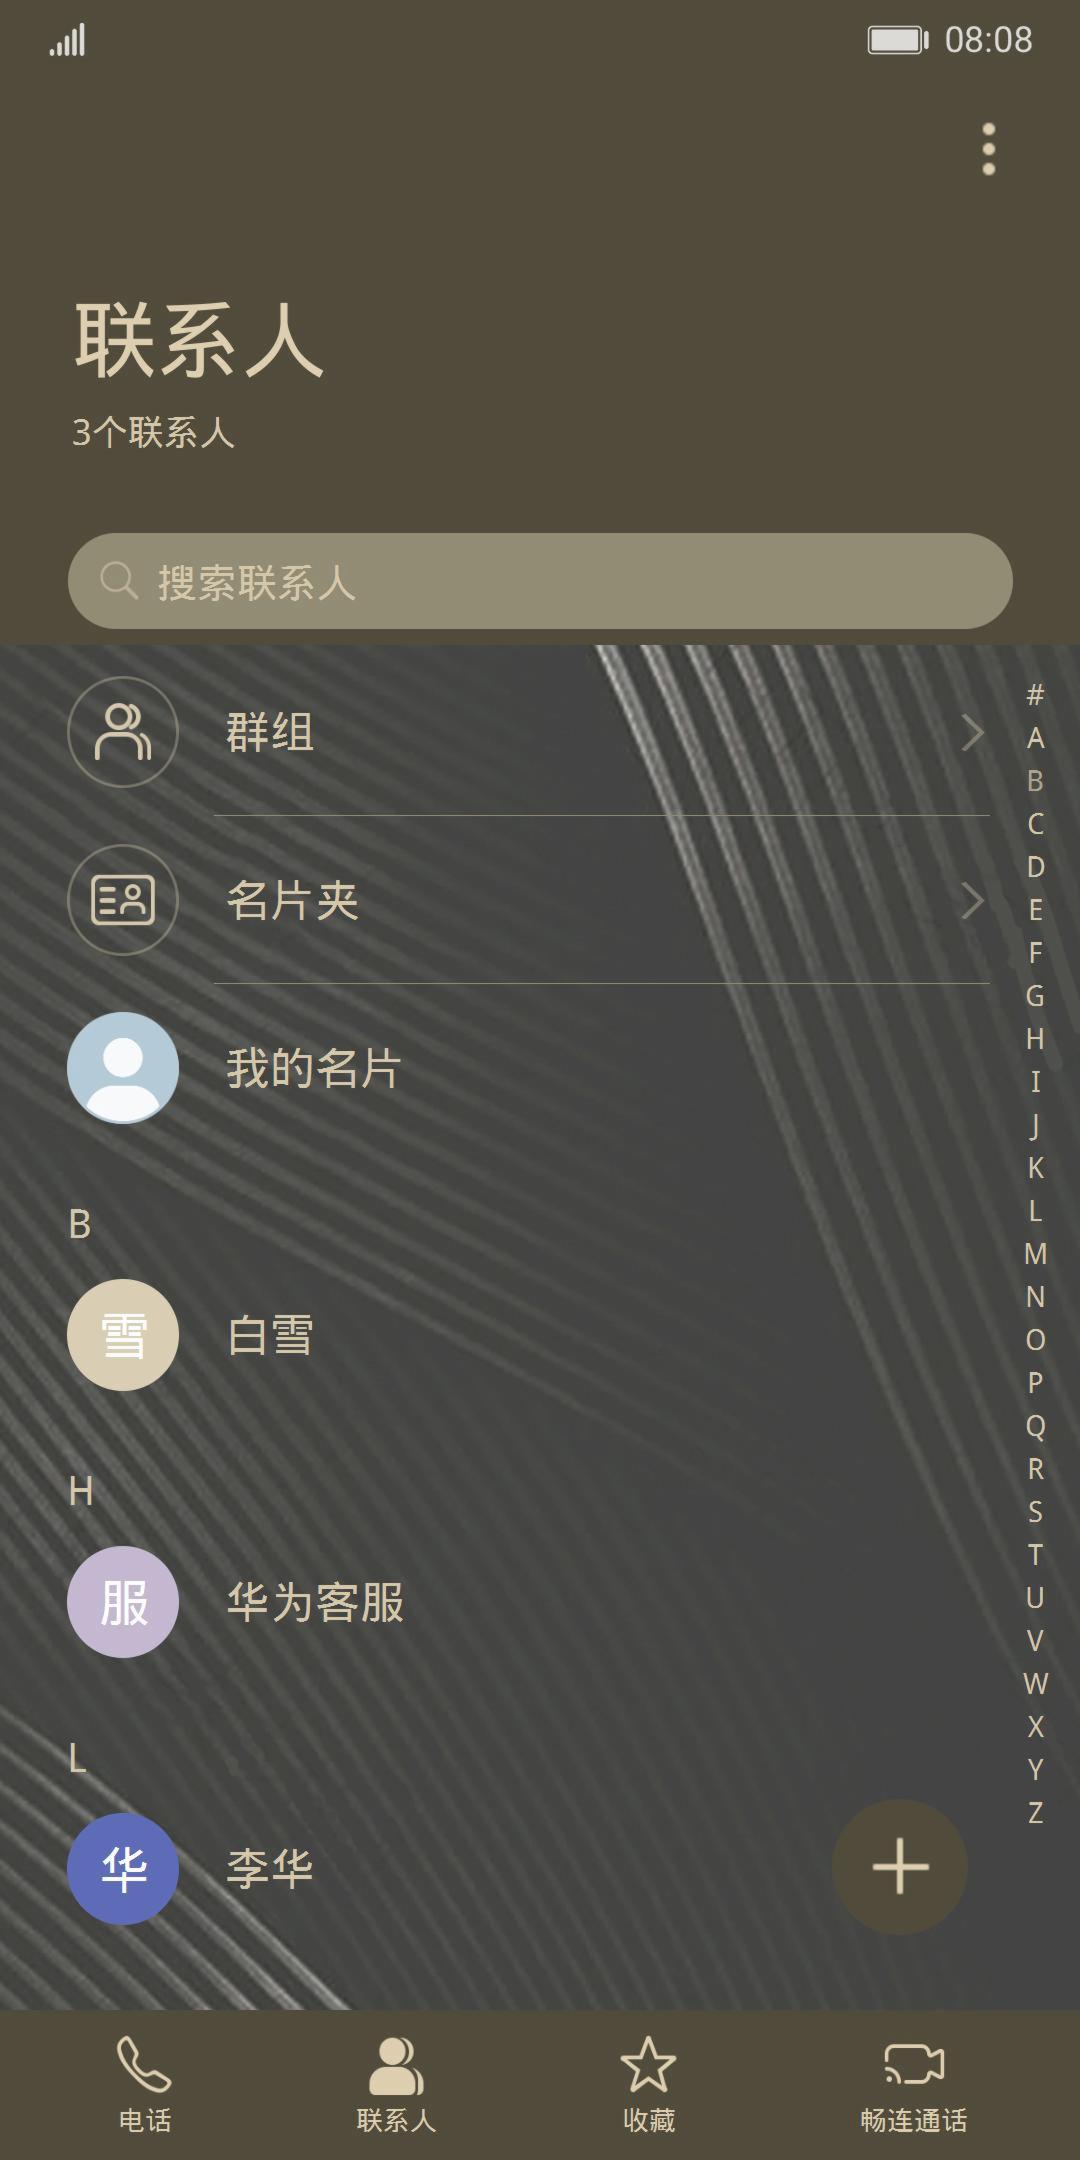 08:08
联系人
3个联系人
搜索联系人
群组
名片夹
我的名片
B
雪 白雪
H
服 华为客服
L
华 李华
#
A
B
C
D
E
F
G
H
I
J
K
L
M
N
O
P
Q
R
S
T
U
V
W
X
Y
Z
电话 联系人 收藏 畅连通话